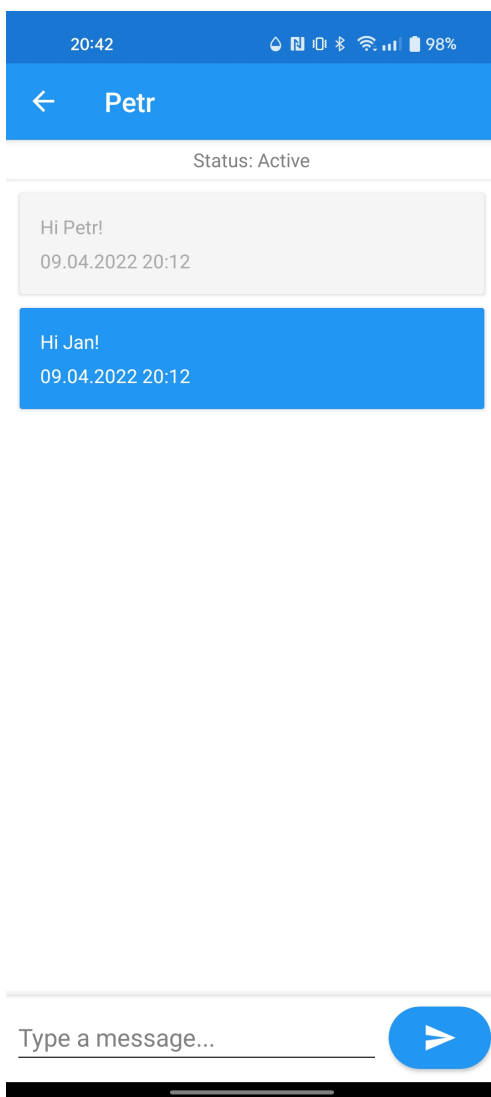 20:42 98%
Petr
Status: Active
Hi Petr!
09.04.2022 20:12
Hi Jan!
09.04.2022 20:12
Type a message...